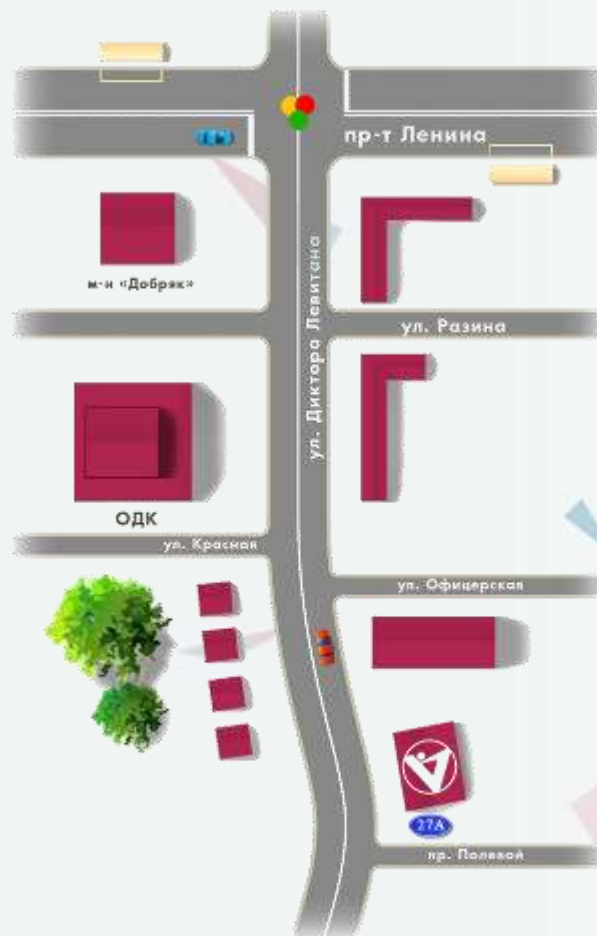 пр-т Ленина
м-н «Добряк»
ул. Диктора Левитана
ул. Разина
ОДК
ул. Красная
ул. Офицерская
27А
пр. Полевой